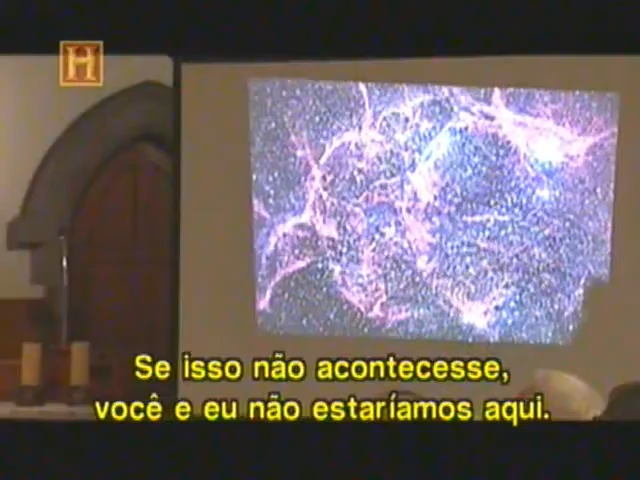 H
Se isso não acontecesse,
você e eu não estaríamos aqui.